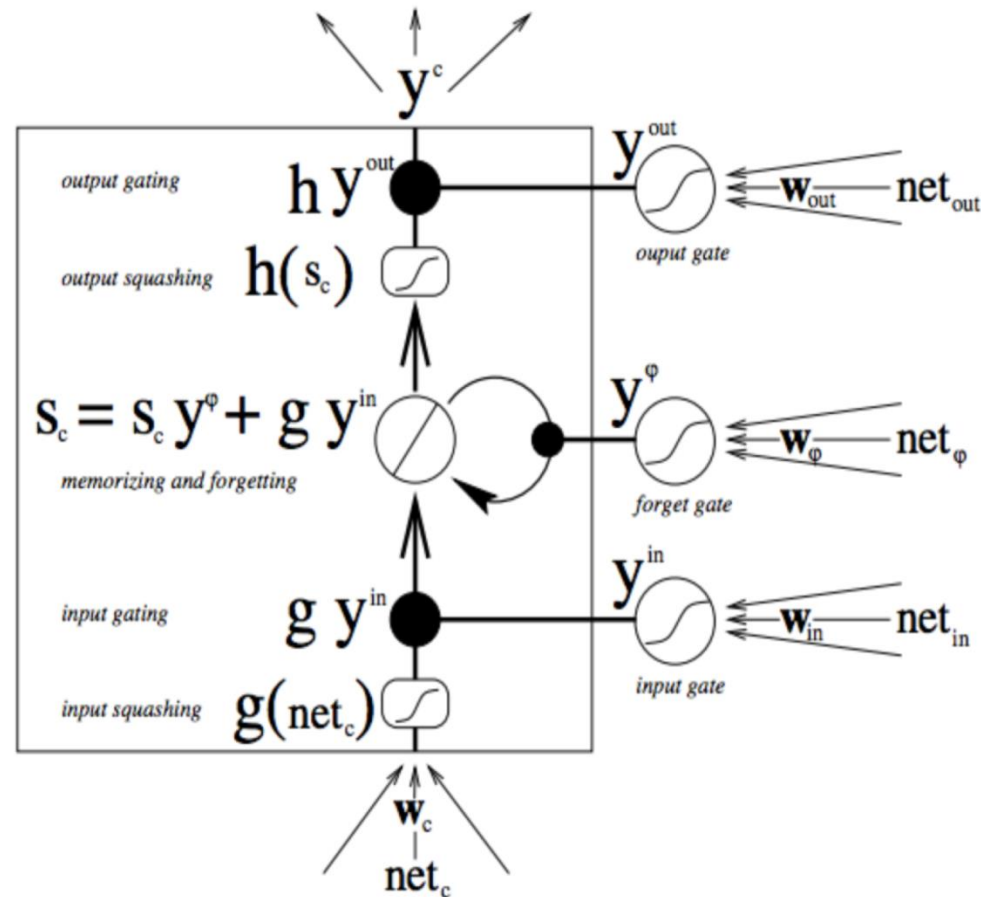 y^c
y^out
output gating
h y^out
w_out
net_out
ouput gate
output squashing
h(s_c)
y^φ
s_c = s_c y^φ + g y^in
w_φ
net_φ
memorizing and forgetting
forget gate
y^in
input gating
g y^in
w_in
net_in
input gate
input squashing
g(net_c)
w_c
net_c